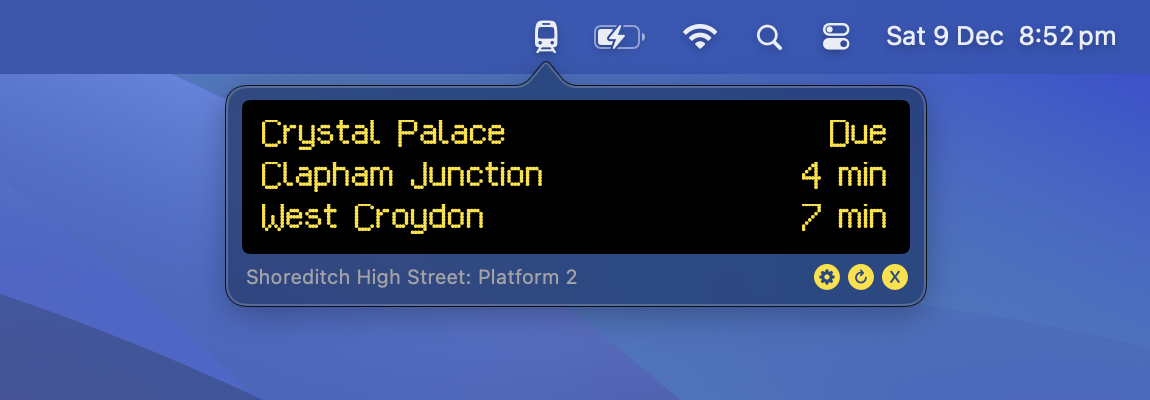 Sat 9 Dec 8:52 pm
Crystal Palace Due
Clapham Junction 4 min
West Croydon 7 min
Shoreditch High Street: Platform 2 X